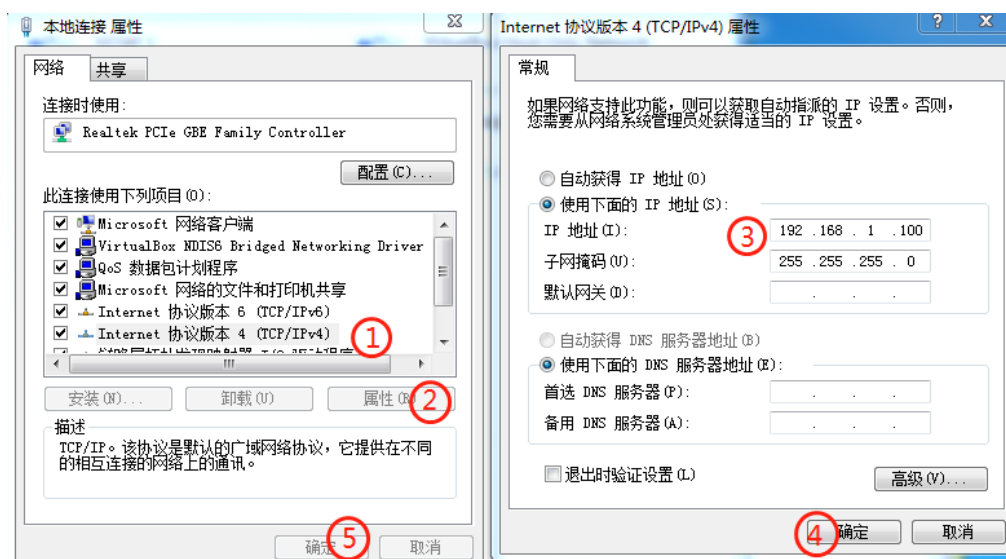 本地连接 属性
网络
共享
连接时使用:
Realtek PCIe GBE Family Controller
配置(C)...
此连接使用下列项目(O):
Microsoft 网络客户端
VirtualBox NDIS6 Bridged Networking Driver
QoS 数据包计划程序
Microsoft 网络的文件和打印机共享
Internet 协议版本 6 (TCP/IPv6)
Internet 协议版本 4 (TCP/IPv4)
1
安装(N)...
卸载(U)
属性(R)
2
描述
TCP/IP。该协议是默认的广域网络协议，它提供在不同
的相互连接的网络上的通讯。
确定
5
取消
Internet 协议版本 4 (TCP/IPv4) 属性
常规
如果网络支持此功能，则可以获取自动指派的 IP 设置。否则，
您需要从网络系统管理员处获得适当的 IP 设置。
自动获得 IP 地址(O)
使用下面的 IP 地址(S):
IP 地址(I):
3
192 .168 . 1 .100
子网掩码(U):
255 .255 .255 . 0
默认网关(D):
自动获得 DNS 服务器地址(B)
使用下面的 DNS 服务器地址(E):
首选 DNS 服务器(P):
备用 DNS 服务器(A):
退出时验证设置(L)
高级(V)...
4
确定
取消